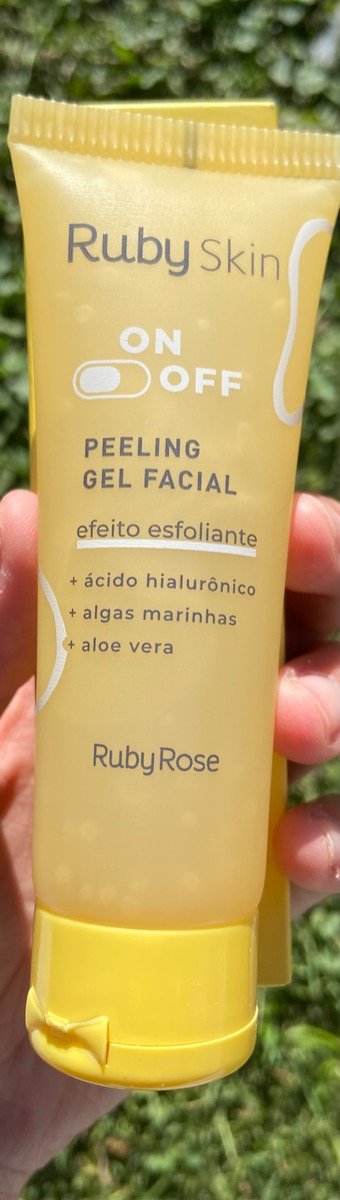 Ruby Skin
ON
OFF
PEELING
GEL FACIAL
efeito esfoliante
+ ácido hialurônico
+ algas marinhas
+ aloe vera
RubyRose